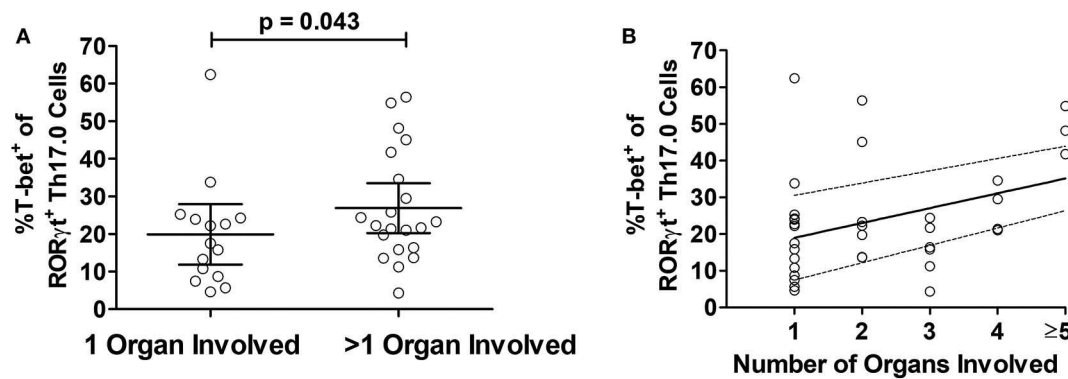 A
p = 0.043
%T-bet⁺ of
RORγt⁺ Th17.0 Cells
70
60
50
40
30
20
10
0
1 Organ Involved
>1 Organ Involved
B
%T-bet⁺ of
RORγt⁺ Th17.0 Cells
70
60
50
40
30
20
10
0
1 2 3 4 ≥5
Number of Organs Involved